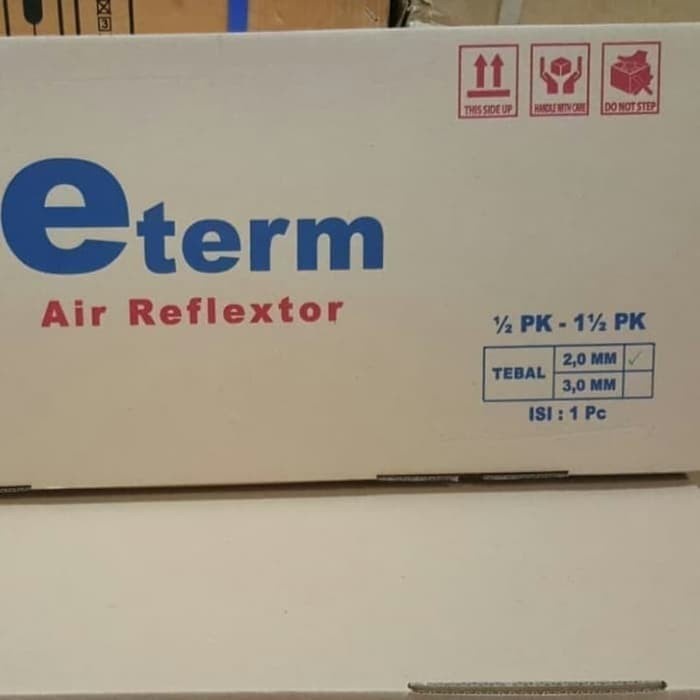 THIS SIDE UP
HANDLE WITH CARE
DO NOT STEP
eterm
Air Reflextor
½ PK - 1½ PK
TEBAL
2,0 MM ✓
3,0 MM
ISI : 1 Pc
3